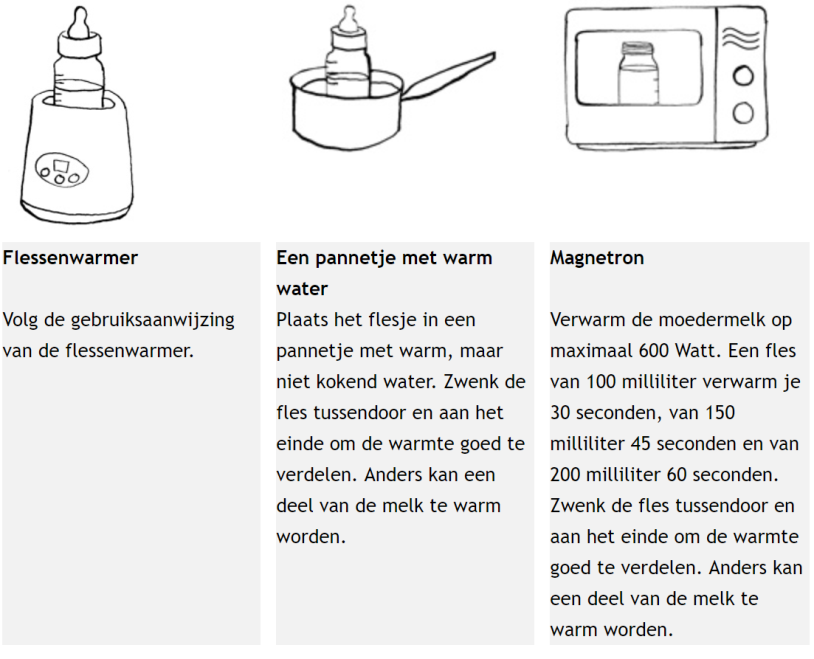 Flessenwarmer
Volg de gebruiksaanwijzing
van de flessenwarmer.
Een pannetje met warm
water
Plaats het flesje in een
pannetje met warm, maar
niet kokend water. Zwenk de
fles tussendoor en aan het
einde om de warmte goed te
verdelen. Anders kan een
deel van de melk te warm
worden.
Magnetron
Verwarm de moedermelk op
maximaal 600 Watt. Een fles
van 100 milliliter verwarm je
30 seconden, van 150
milliliter 45 seconden en van
200 milliliter 60 seconden.
Zwenk de fles tussendoor en
aan het einde om de warmte
goed te verdelen. Anders kan
een deel van de melk te
warm worden.